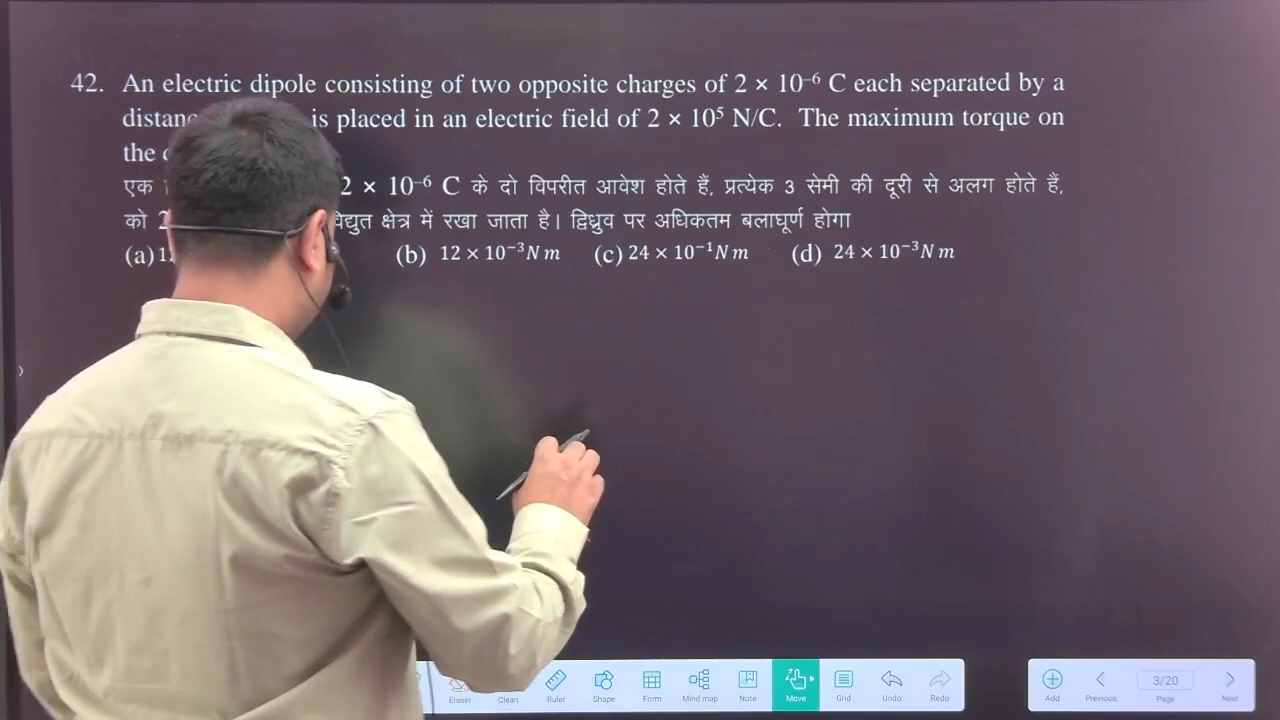 42. An electric dipole consisting of two opposite charges of 2 × 10⁻⁶ C each separated by a
is placed in an electric field of 2 × 10⁵ N/C. The maximum torque on
the
एक 2 × 10⁻⁶ C के दो विपरीत आवेश होते हैं, प्रत्येक 3 सेमी की दूरी से अलग होते हैं,
को क्षेत्र में रखा जाता है। द्विध्रुव पर अधिकतम बलाघूर्ण होगा
(a) (b) 12 × 10⁻³ N m (c) 24 × 10⁻¹ N m (d) 24 × 10⁻³ N m
Eraser Clean Ruler Shape Form Mind map Note Move Grid Undo Redo
Add Previous 3/20 Page Next